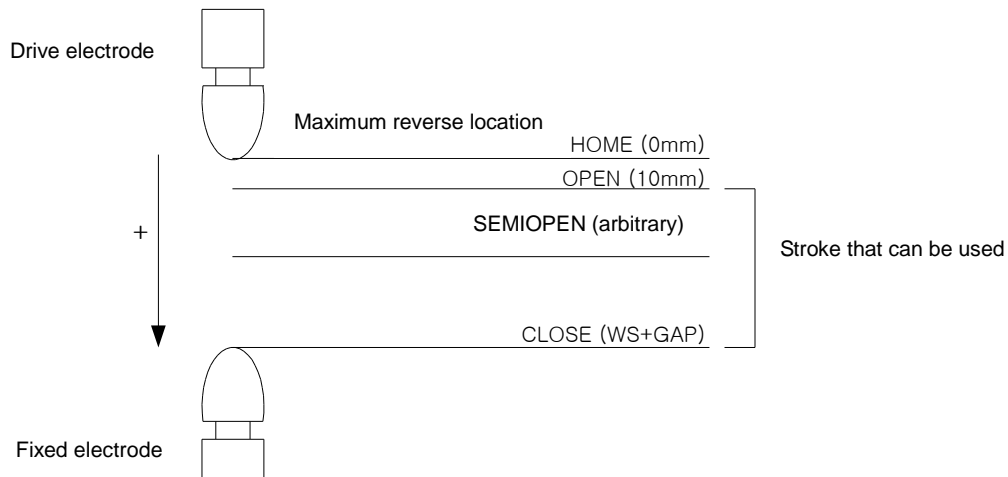 Drive electrode
Maximum reverse location
HOME (0mm)
OPEN (10mm)
SEMIOPEN (arbitrary)
+
Stroke that can be used
CLOSE (WS+GAP)
Fixed electrode